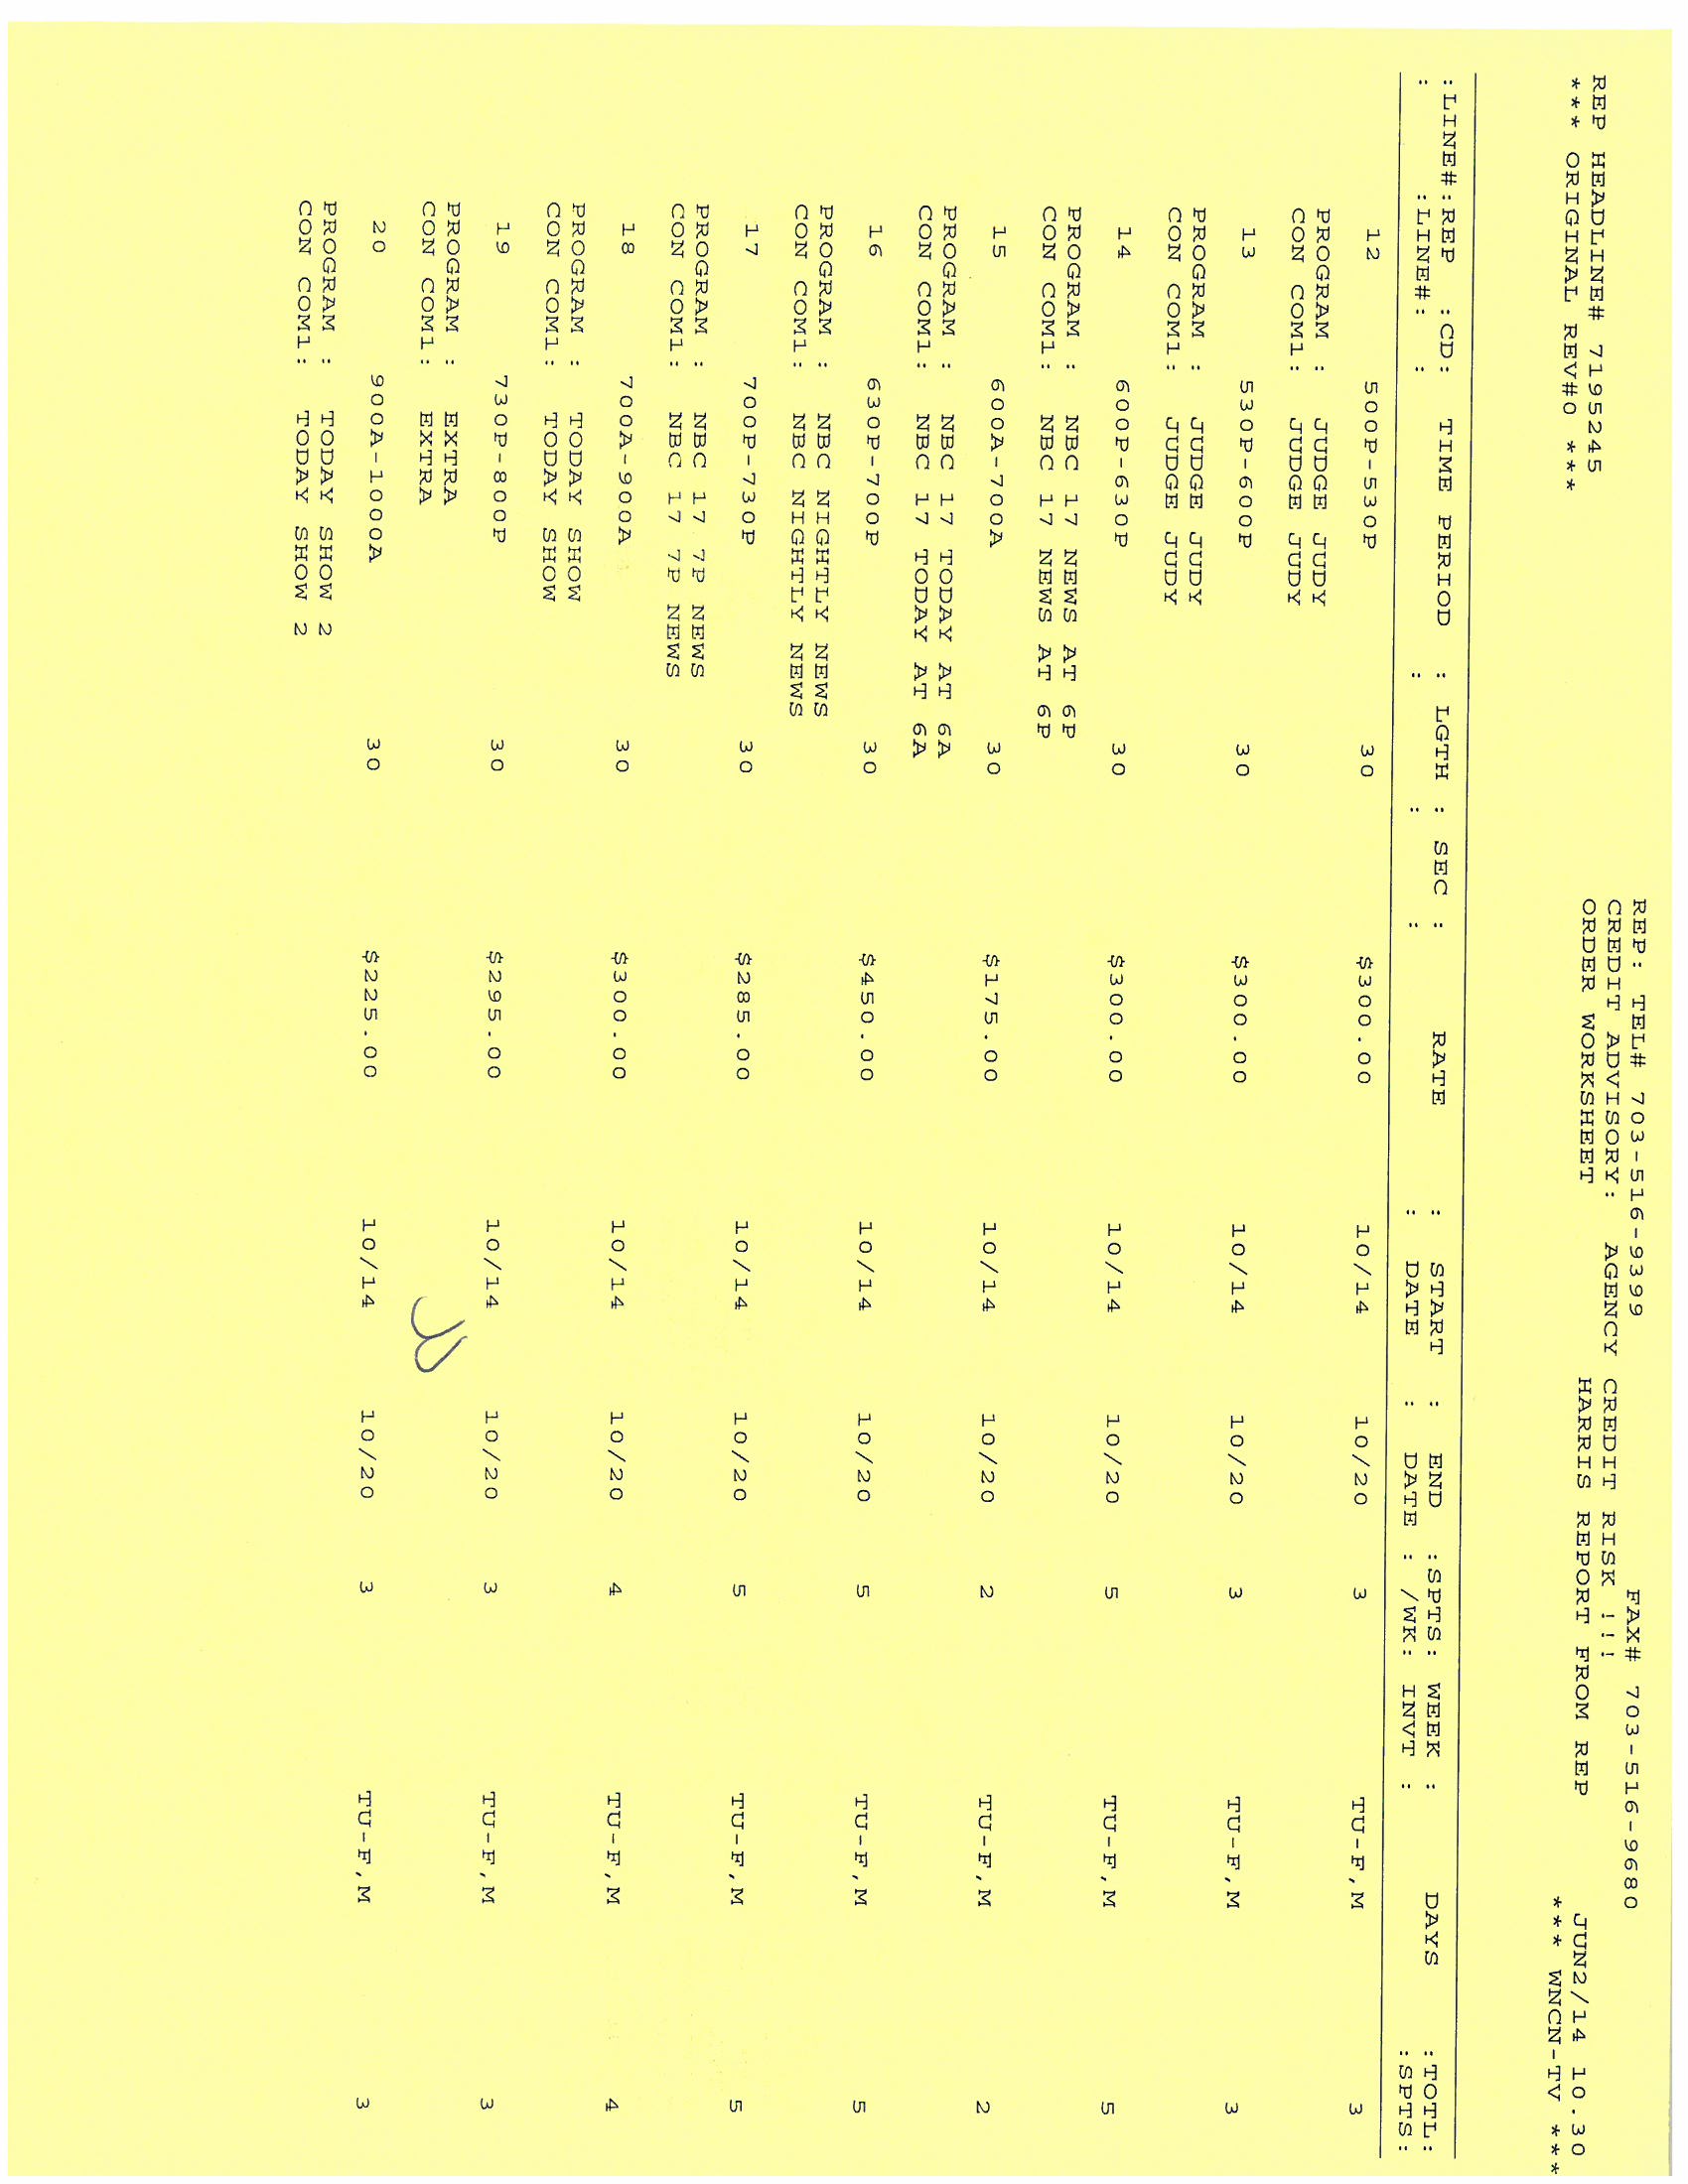 REP: TEL# 703-516-9399 FAX# 703-516-9680
CREDIT ADVISORY: AGENCY CREDIT RISK !!!
REP HEADLINE# 7195245 ORDER WORKSHEET HARRIS REPORT FROM REP JUN2/14 10.30
*** ORIGINAL REV#0 *** *** WNCN-TV ***
:LINE#:REP :CD: TIME PERIOD : LGTH : SEC : RATE : START : END :SPTS: WEEK : DAYS :TOTL:
: :LINE#: : : : : : DATE : DATE : /WK: INVT : :SPTS:
12 500P-530P 30 $300.00 10/14 10/20 3 TU-F,M 3
PROGRAM : JUDGE JUDY
CON COM1: JUDGE JUDY
13 530P-600P 30 $300.00 10/14 10/20 3 TU-F,M 3
PROGRAM : JUDGE JUDY
CON COM1: JUDGE JUDY
14 600P-630P 30 $300.00 10/14 10/20 5 TU-F,M 5
PROGRAM : NBC 17 NEWS AT 6P
CON COM1: NBC 17 NEWS AT 6P
15 600A-700A 30 $175.00 10/14 10/20 2 TU-F,M 2
PROGRAM : NBC 17 TODAY AT 6A
CON COM1: NBC 17 TODAY AT 6A
16 630P-700P 30 $450.00 10/14 10/20 5 TU-F,M 5
PROGRAM : NBC NIGHTLY NEWS
CON COM1: NBC NIGHTLY NEWS
17 700P-730P 30 $285.00 10/14 10/20 5 TU-F,M 5
PROGRAM : NBC 17 7P NEWS
CON COM1: NBC 17 7P NEWS
18 700A-900A 30 $300.00 10/14 10/20 4 TU-F,M 4
PROGRAM : TODAY SHOW
CON COM1: TODAY SHOW
19 730P-800P 30 $295.00 10/14 10/20 3 TU-F,M 3
PROGRAM : EXTRA
CON COM1: EXTRA
20 900A-1000A 30 $225.00 10/14 10/20 3 TU-F,M 3
PROGRAM : TODAY SHOW 2
CON COM1: TODAY SHOW 2